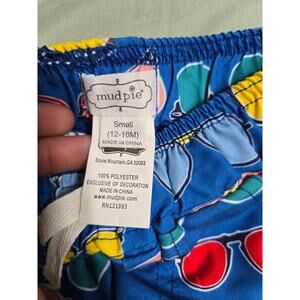 mudpie
Small
(12-18M)
MADE IN CHINA
Stone Mountain, GA 30083
100% POLYESTER
EXCLUSIVE OF DECORATION
MADE IN CHINA
www.mudpie.com
RN131993